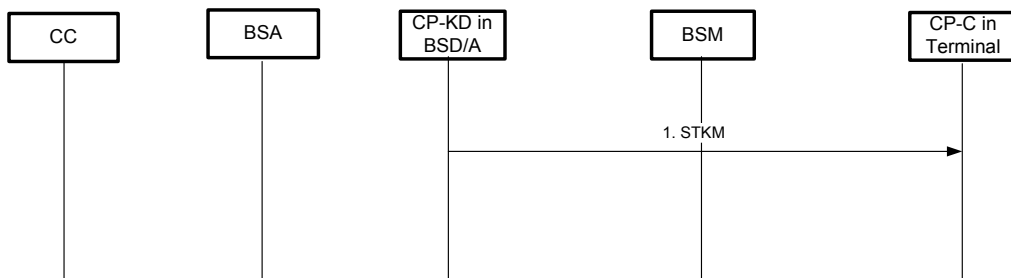 CC
BSA
CP-KD in
BSD/A
BSM
CP-C in
Terminal
1. STKM